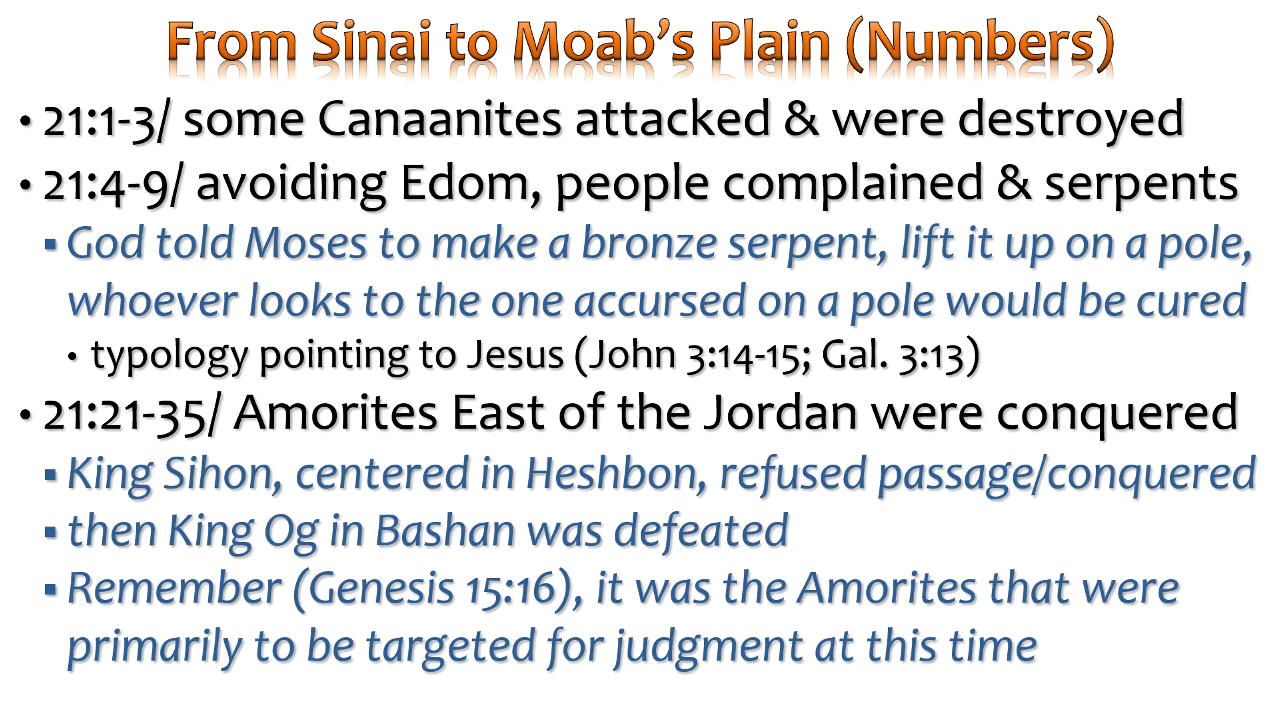 From Sinai to Moab’s Plain (Numbers)
• 21:1-3/ some Canaanites attacked & were destroyed
• 21:4-9/ avoiding Edom, people complained & serpents
▪ God told Moses to make a bronze serpent, lift it up on a pole,
whoever looks to the one accursed on a pole would be cured
• typology pointing to Jesus (John 3:14-15; Gal. 3:13)
• 21:21-35/ Amorites East of the Jordan were conquered
▪ King Sihon, centered in Heshbon, refused passage/conquered
▪ then King Og in Bashan was defeated
▪ Remember (Genesis 15:16), it was the Amorites that were
primarily to be targeted for judgment at this time